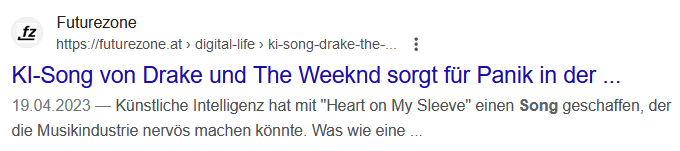 .fz
Futurezone
https://futurezone.at › digital-life › ki-song-drake-the-...
KI-Song von Drake und The Weeknd sorgt für Panik in der ...
19.04.2023 — Künstliche Intelligenz hat mit "Heart on My Sleeve" einen Song geschaffen, der
die Musikindustrie nervös machen könnte. Was wie eine ...